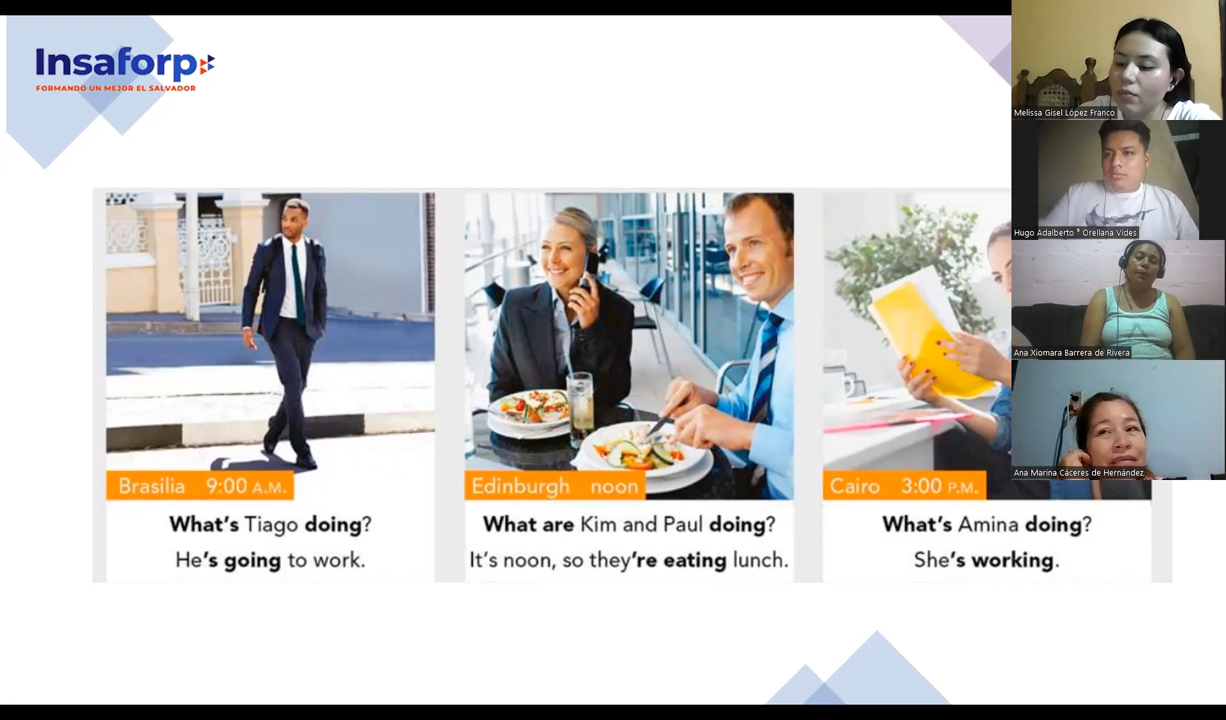 Insaforp
FORMANDO UN MEJOR EL SALVADOR
Brasilia 9:00 A.M.
What's Tiago doing?
He's going to work.
Edinburgh noon
What are Kim and Paul doing?
It's noon, so they're eating lunch.
Cairo 3:00 P.M.
What's Amina doing?
She's working.
Melissa Gisel López Franco
Hugo Adalberto * Orellana Vides
Ana Xiomara Barrera de Rivera
Ana Marina Cáceres de Hernández